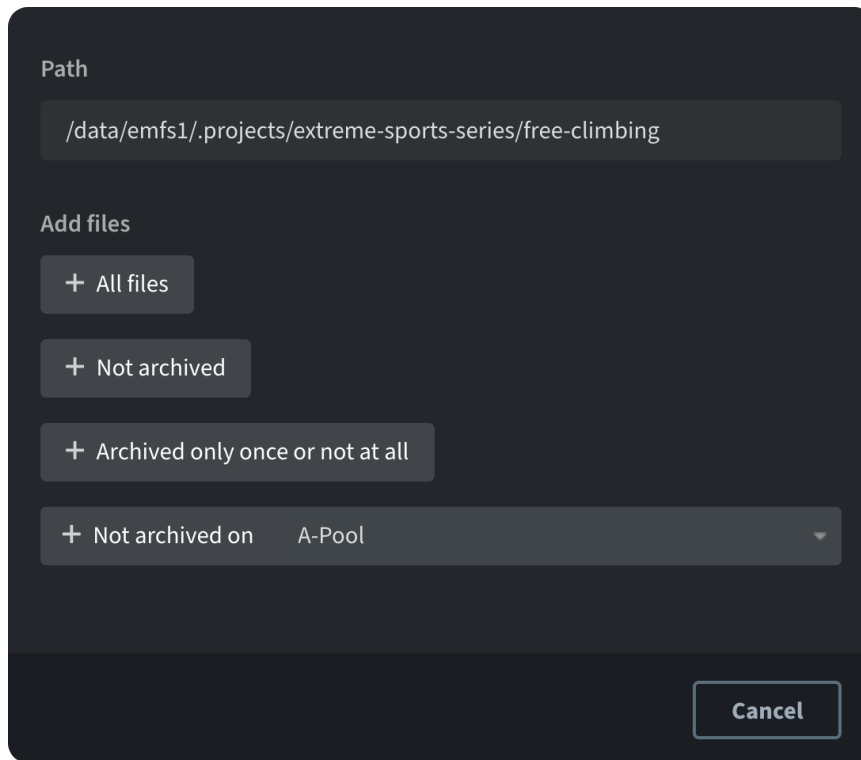 Path
/data/emfs1/.projects/extreme-sports-series/free-climbing
Add files
+ All files
+ Not archived
+ Archived only once or not at all
+ Not archived on A-Pool
Cancel